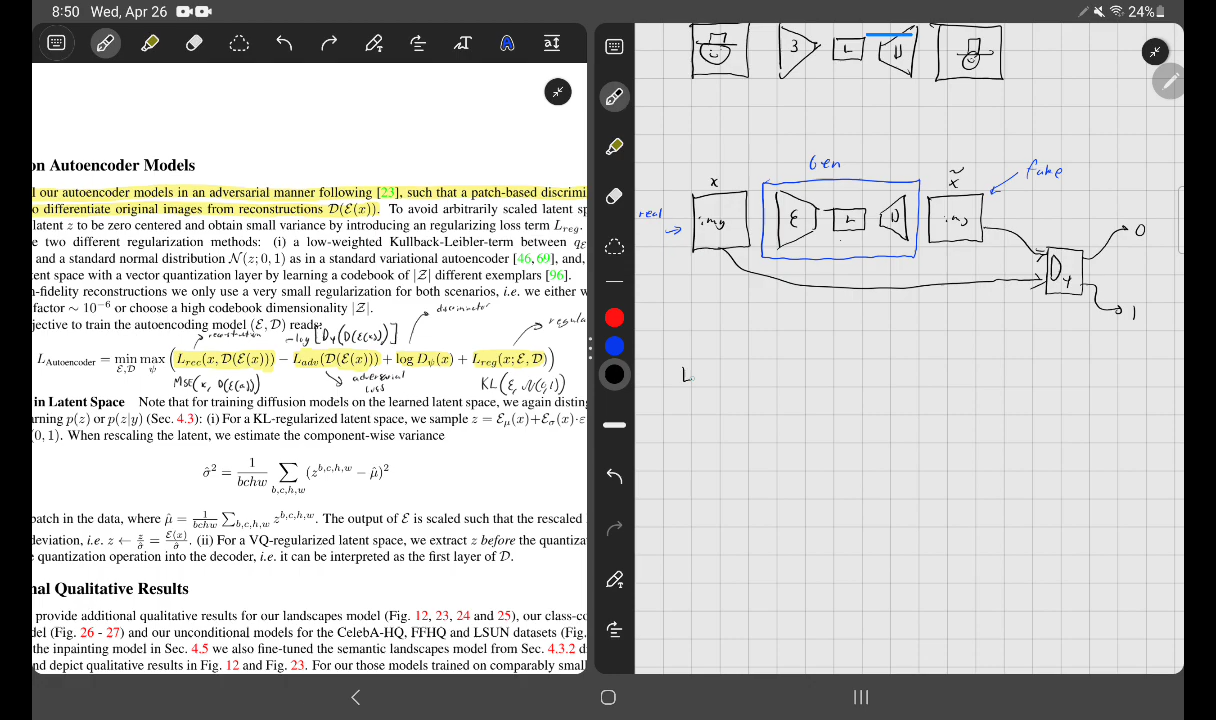 8:50 Wed, Apr 26
24%
on Autoencoder Models
l our autoencoder models in an adversarial manner following [23], such that a patch-based discrimi
o differentiate original images from reconstructions D(E(x)). To avoid arbitrarily scaled latent sp
latent z to be zero centered and obtain small variance by introducing an regularizing loss term Lreg.
e two different regularization methods: (i) a low-weighted Kullback-Leibler-term between qE
and a standard normal distribution N(z; 0, 1) as in a standard variational autoencoder [46, 69], and,
tent space with a vector quantization layer by learning a codebook of |Z| different exemplars [96].
n-fidelity reconstructions we only use a very small regularization for both scenarios, i.e. we either w
factor ∼ 10⁻⁶ or choose a high codebook dimensionality |Z|.
jective to train the autoencoding model (E, D) reads:
reconstruction -log[Dψ(D(E(x)))] discriminator regula
L_Autoencoder = min_{E,D} max_ψ (L_rec(x, D(E(x))) − L_adv(D(E(x))) + log D_ψ(x) + L_reg(x; E, D))
MSE(x, D(E(x))) adversarial loss KL(E, N(0,1))
in Latent Space Note that for training diffusion models on the learned latent space, we again disting
arning p(z) or p(z|y) (Sec. 4.3): (i) For a KL-regularized latent space, we sample z = Eμ(x)+Eσ(x)·ε
(0, 1). When rescaling the latent, we estimate the component-wise variance
σ̂² = 1/bchw ∑_{b,c,h,w} (z^{b,c,h,w} − μ̂)²
batch in the data, where μ̂ = 1/bchw ∑_{b,c,h,w} z^{b,c,h,w}. The output of E is scaled such that the rescaled
deviation, i.e. z ← z/σ̂ = E(x)/σ̂. (ii) For a VQ-regularized latent space, we extract z before the quantiza
e quantization operation into the decoder, i.e. it can be interpreted as the first layer of D.
nal Qualitative Results
provide additional qualitative results for our landscapes model (Fig. 12, 23, 24 and 25), our class-co
del (Fig. 26 - 27) and our unconditional models for the CelebA-HQ, FFHQ and LSUN datasets (Fig.
the inpainting model in Sec. 4.5 we also fine-tuned the semantic landscapes model from Sec. 4.3.2 d
nd depict qualitative results in Fig. 12 and Fig. 23. For our those models trained on comparably smal
E L D
Gen
x x̃ fake
real img E L D img
0
Dψ
1
L